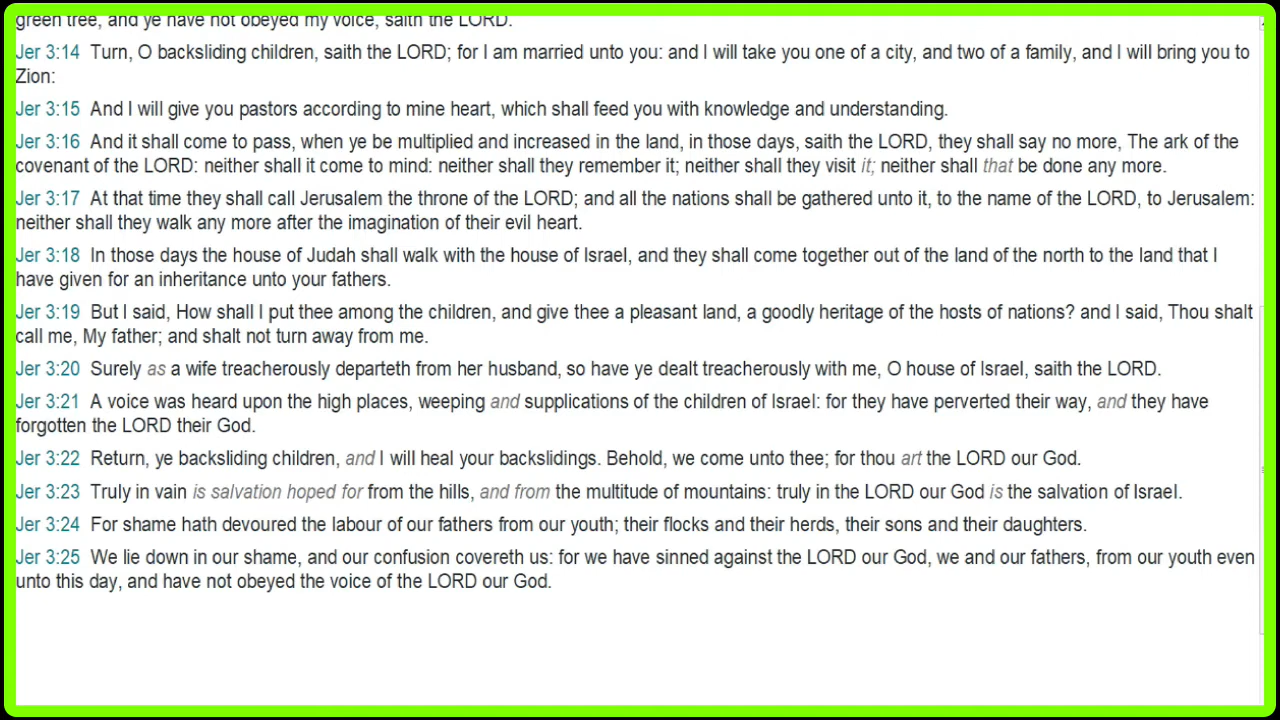 green tree, and ye have not obeyed my voice, saith the LORD.
Jer 3:14 Turn, O backsliding children, saith the LORD; for I am married unto you: and I will take you one of a city, and two of a family, and I will bring you to
Zion:
Jer 3:15 And I will give you pastors according to mine heart, which shall feed you with knowledge and understanding.
Jer 3:16 And it shall come to pass, when ye be multiplied and increased in the land, in those days, saith the LORD, they shall say no more, The ark of the
covenant of the LORD: neither shall it come to mind: neither shall they remember it; neither shall they visit it; neither shall that be done any more.
Jer 3:17 At that time they shall call Jerusalem the throne of the LORD; and all the nations shall be gathered unto it, to the name of the LORD, to Jerusalem:
neither shall they walk any more after the imagination of their evil heart.
Jer 3:18 In those days the house of Judah shall walk with the house of Israel, and they shall come together out of the land of the north to the land that I
have given for an inheritance unto your fathers.
Jer 3:19 But I said, How shall I put thee among the children, and give thee a pleasant land, a goodly heritage of the hosts of nations? and I said, Thou shalt
call me, My father; and shalt not turn away from me.
Jer 3:20 Surely as a wife treacherously departeth from her husband, so have ye dealt treacherously with me, O house of Israel, saith the LORD.
Jer 3:21 A voice was heard upon the high places, weeping and supplications of the children of Israel: for they have perverted their way, and they have
forgotten the LORD their God.
Jer 3:22 Return, ye backsliding children, and I will heal your backslidings. Behold, we come unto thee; for thou art the LORD our God.
Jer 3:23 Truly in vain is salvation hoped for from the hills, and from the multitude of mountains: truly in the LORD our God is the salvation of Israel.
Jer 3:24 For shame hath devoured the labour of our fathers from our youth; their flocks and their herds, their sons and their daughters.
Jer 3:25 We lie down in our shame, and our confusion covereth us: for we have sinned against the LORD our God, we and our fathers, from our youth even
unto this day, and have not obeyed the voice of the LORD our God.